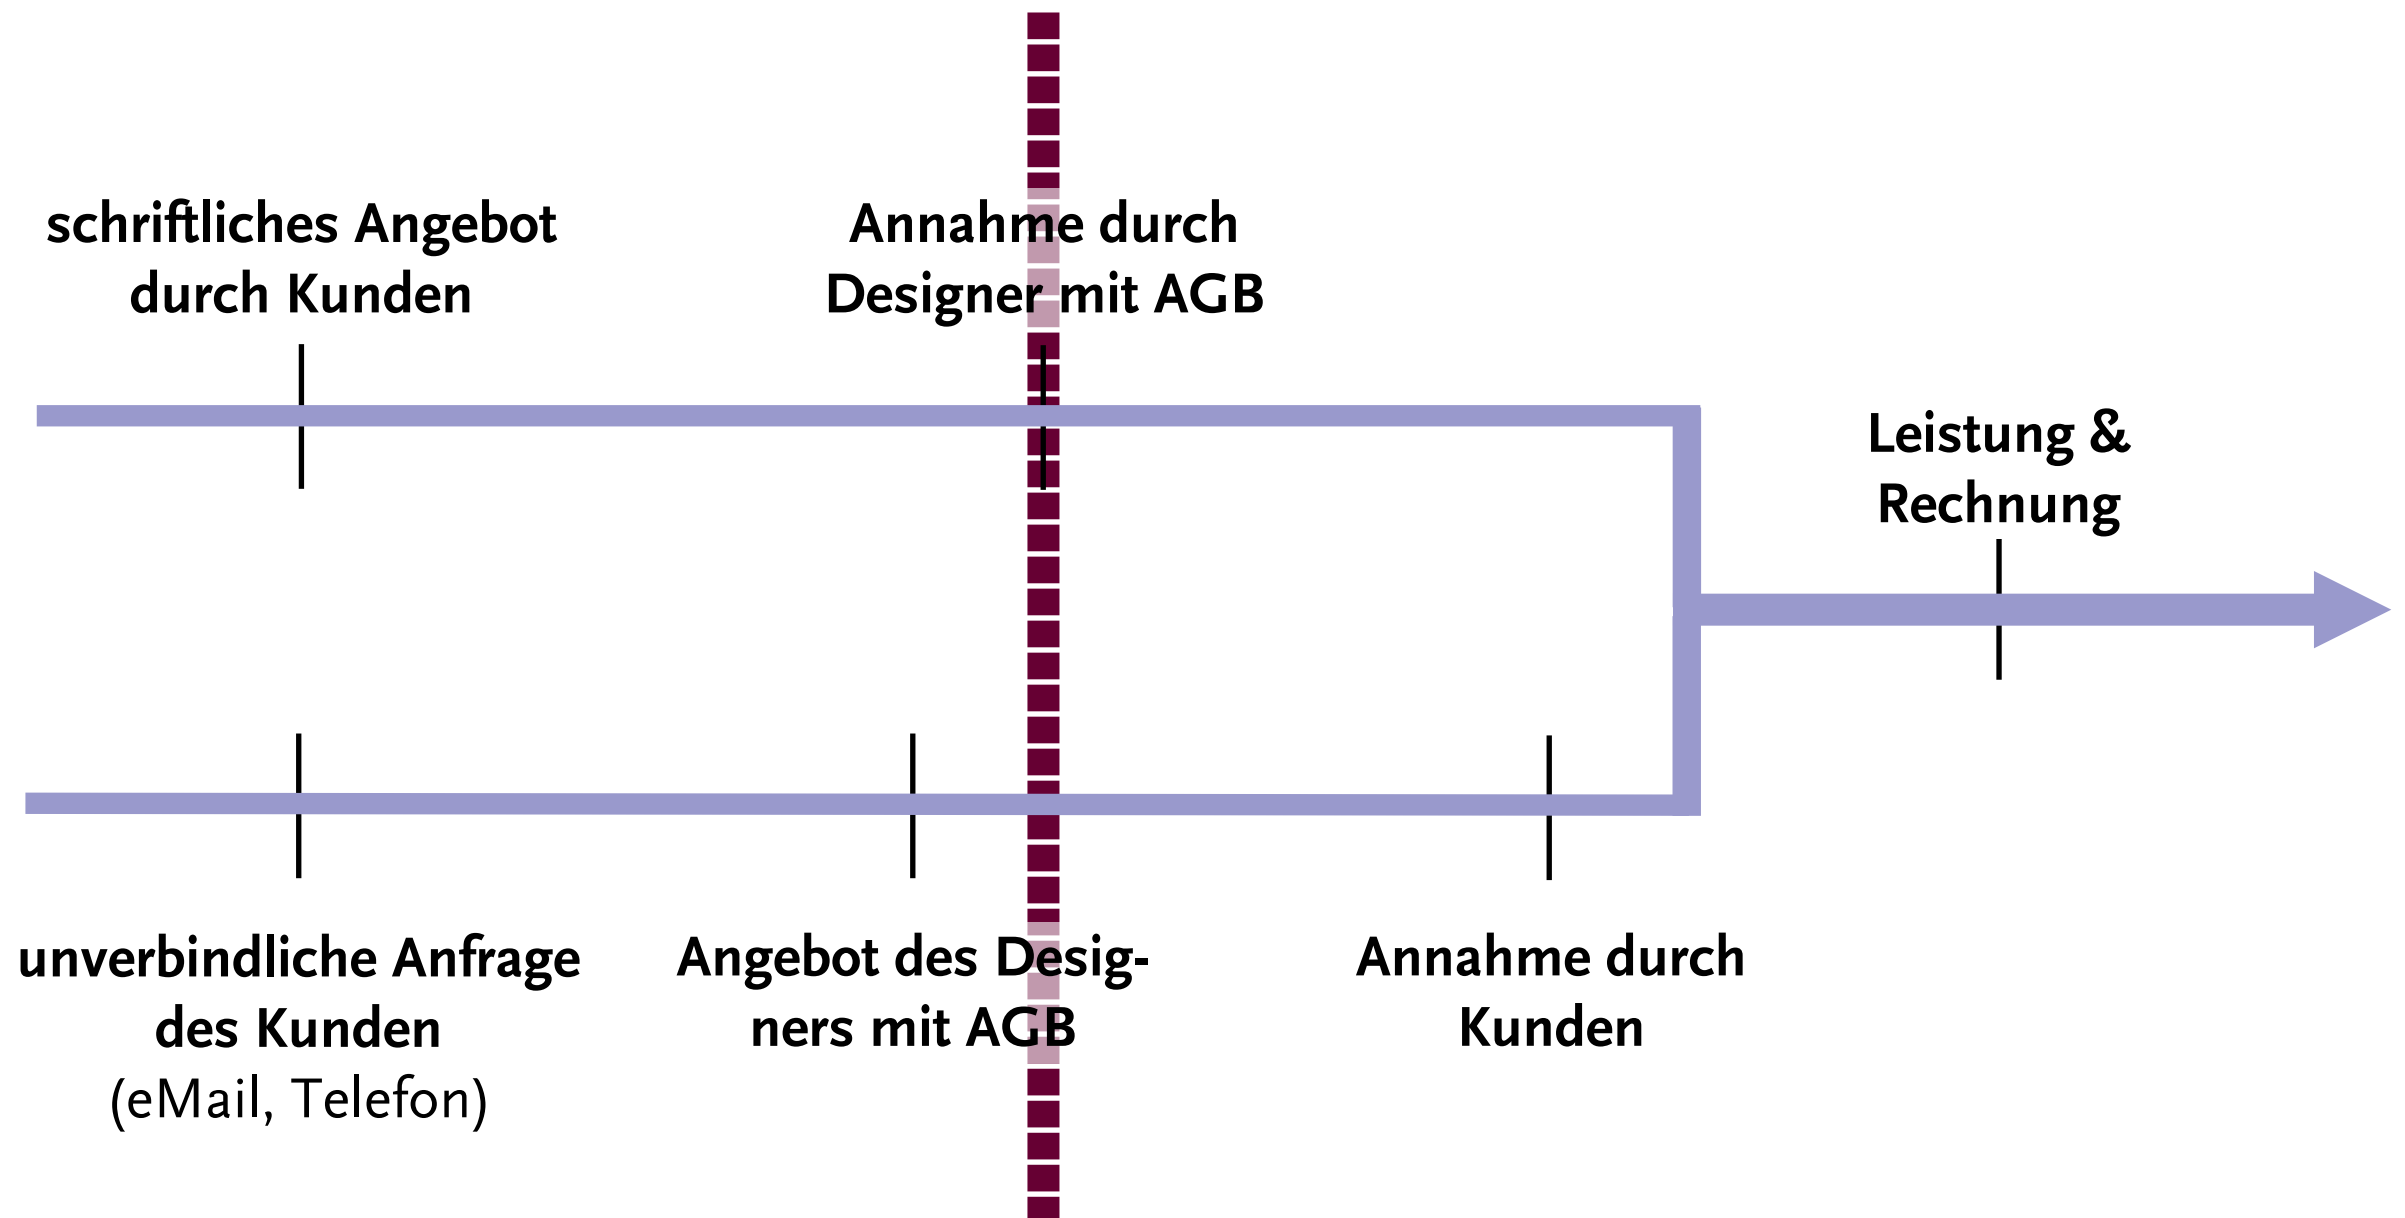 schriftliches Angebot
durch Kunden
Annahme durch
Designer mit AGB
Leistung &
Rechnung
unverbindliche Anfrage
des Kunden
(eMail, Telefon)
Angebot des Desig-
ners mit AGB
Annahme durch
Kunden